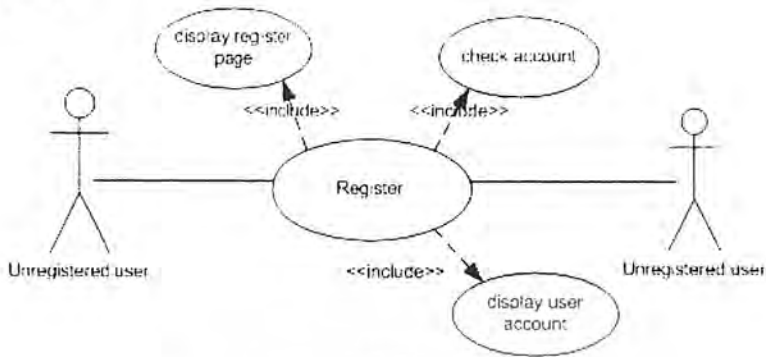 display register
page
check account
<<include>>
<<include>>
Register
Unregistered user
Unregistered user
<<include>>
display user
account